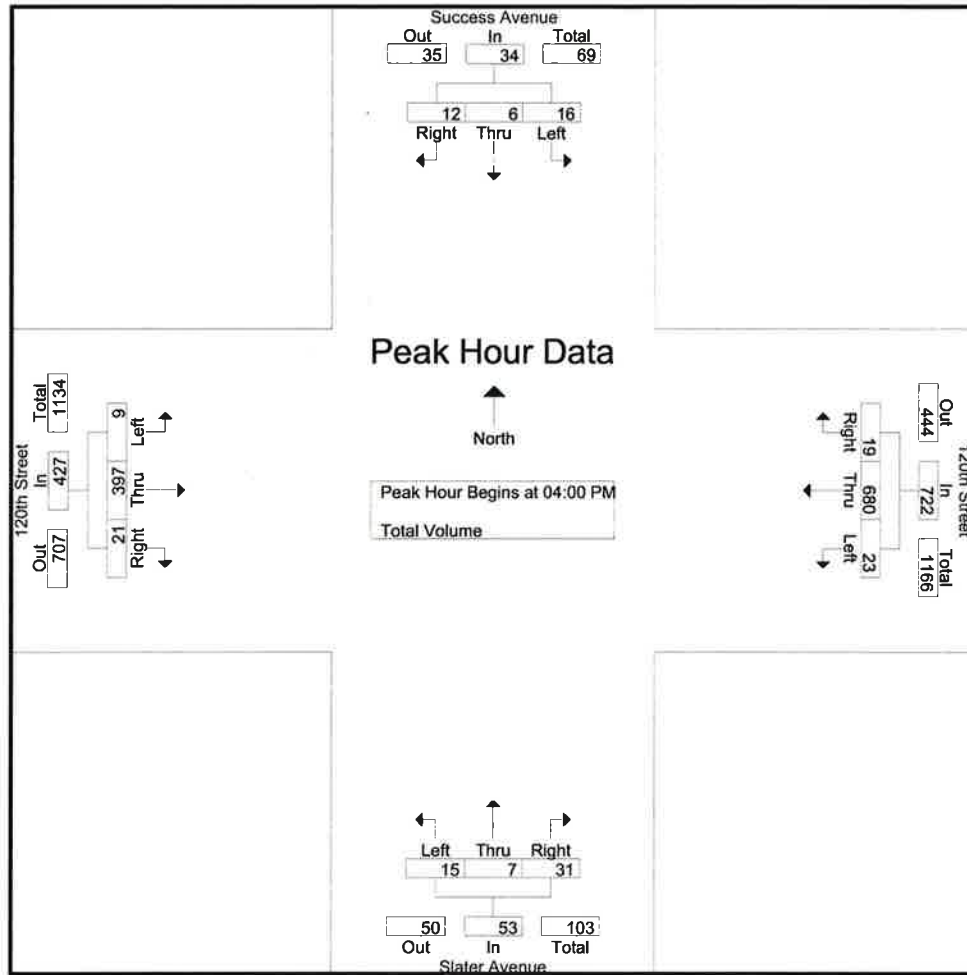 Success Avenue
Out In Total
35 34 69
12 6 16
Right Thru Left
Peak Hour Data
North
Peak Hour Begins at 04:00 PM
Total Volume
120th Street
Total In Out
1134 427 707
9 397 21
Left Thru Right
Right Thru Left
19 680 23
Out In Total
444 722 1166
120th Street
Left Thru Right
15 7 31
50 53 103
Out In Total
Slater Avenue